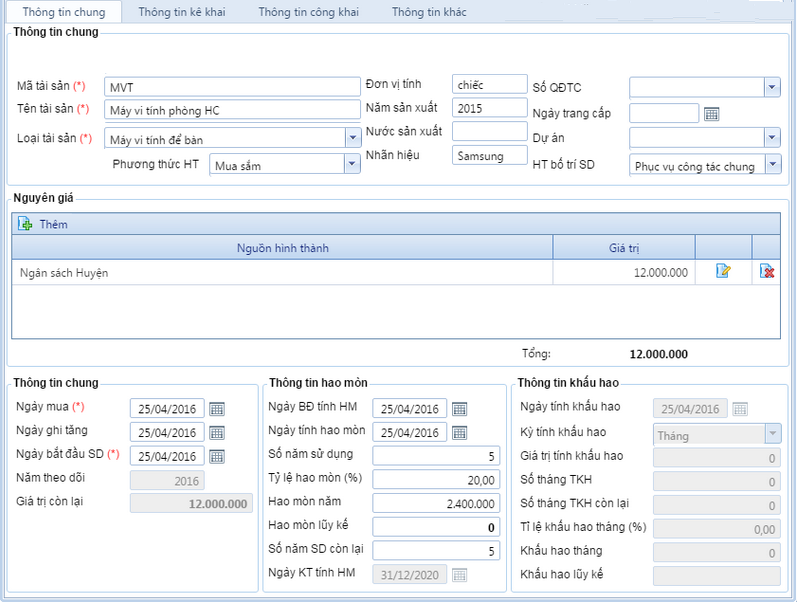 Thông tin chung Thông tin kê khai Thông tin công khai Thông tin khác
Thông tin chung
Mã tài sản (*) MVT Đơn vị tính chiếc Số QĐTC
Tên tài sản (*) Máy vi tính phòng HC Năm sản xuất 2015 Ngày trang cấp
Loại tài sản (*) Máy vi tính để bàn Nước sản xuất Dự án
Phương thức HT Mua sắm Nhãn hiệu Samsung HT bố trí SD Phục vụ công tác chung
Nguyên giá
Thêm
Nguồn hình thành Giá trị
Ngân sách Huyện 12.000.000
Tổng: 12.000.000
Thông tin chung
Ngày mua (*) 25/04/2016
Ngày ghi tăng 25/04/2016
Ngày bắt đầu SD (*) 25/04/2016
Năm theo dõi 2016
Giá trị còn lại 12.000.000
Thông tin hao mòn
Ngày BĐ tính HM 25/04/2016
Ngày tính hao mòn 25/04/2016
Số năm sử dụng 5
Tỷ lệ hao mòn (%) 20,00
Hao mòn năm 2.400.000
Hao mòn lũy kế 0
Số năm SD còn lại 5
Ngày KT tính HM 31/12/2020
Thông tin khấu hao
Ngày tính khấu hao 25/04/2016
Kỳ tính khấu hao Tháng
Giá trị tính khấu hao 0
Số tháng TKH 0
Số tháng TKH còn lại 0
Tỉ lệ khấu hao tháng (%) 0,00
Khấu hao tháng 0
Khấu hao lũy kế